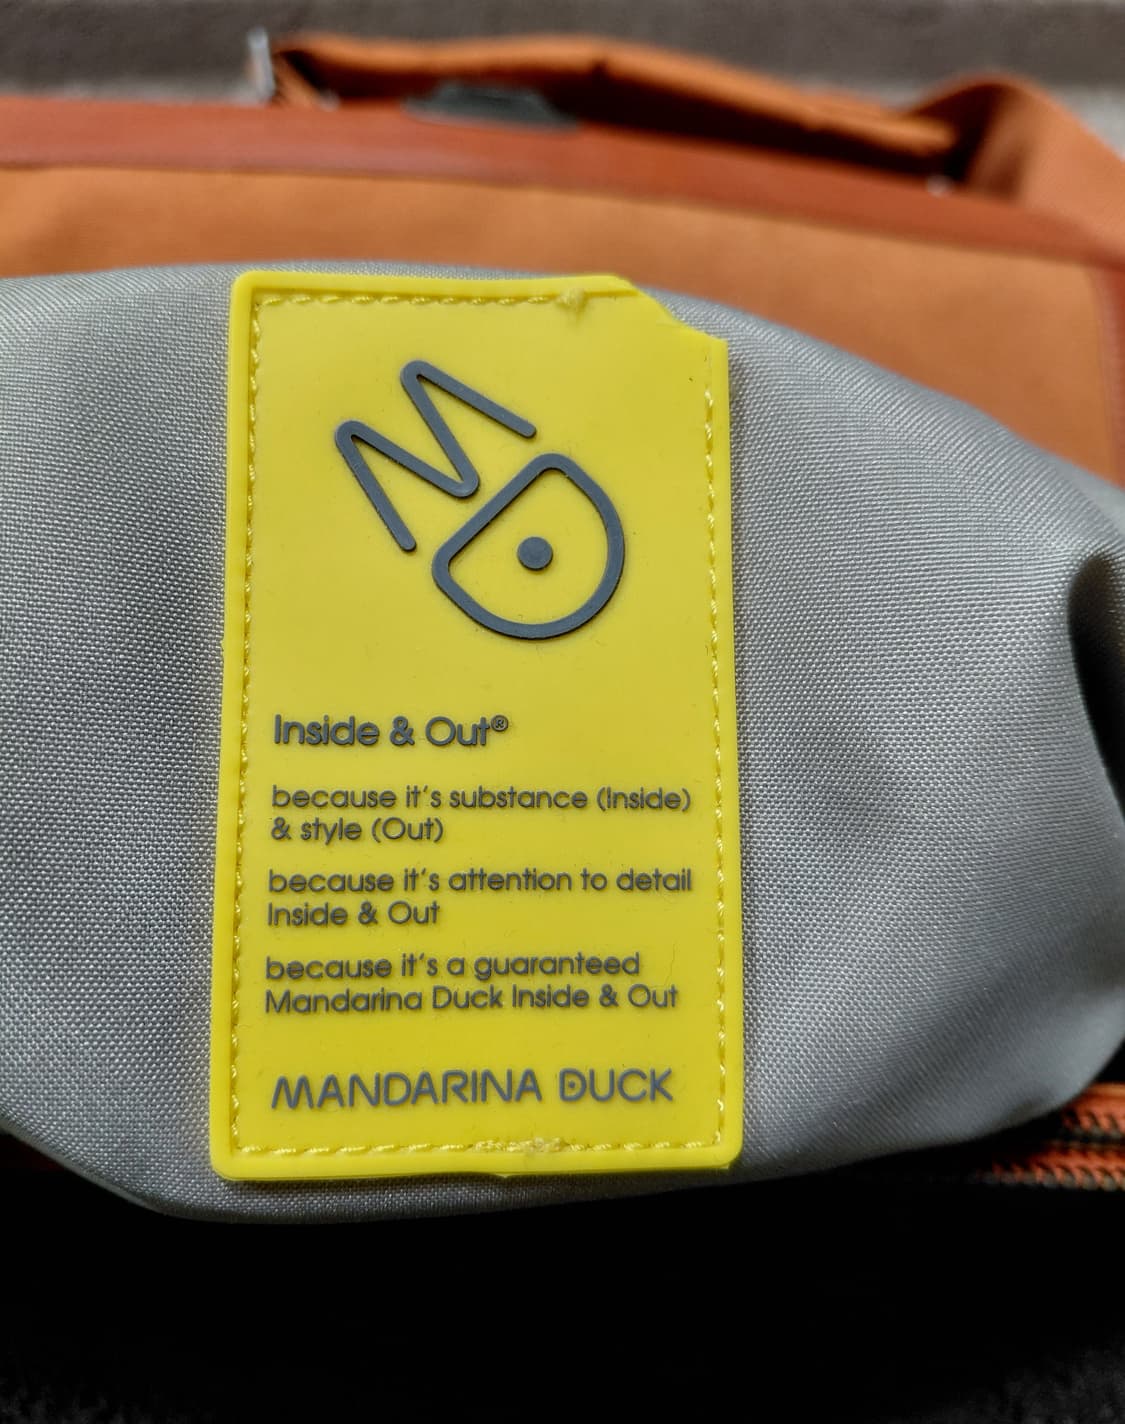 MD
Inside & Out®
because it's substance (Inside)
& style (Out)
because it's attention to detail
Inside & Out
because it's a guaranteed
Mandarina Duck Inside & Out
MANDARINA DUCK